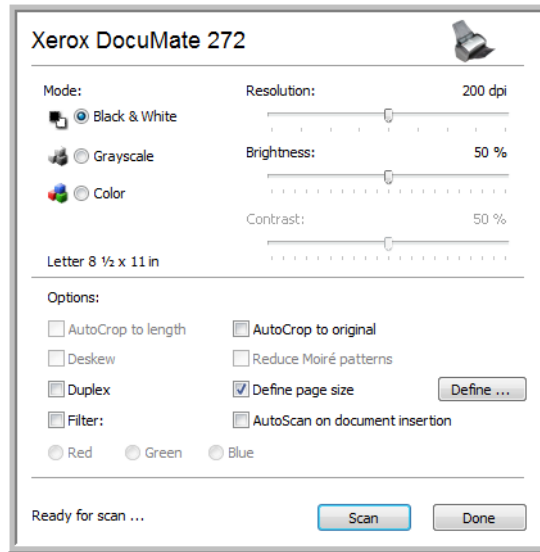 Xerox DocuMate 272
Mode:
Black & White
Grayscale
Color
Letter 8 ½ x 11 in
Resolution: 200 dpi
Brightness: 50 %
Contrast: 50 %
Options:
AutoCrop to length AutoCrop to original
Deskew Reduce Moiré patterns
Duplex Define page size Define ...
Filter: AutoScan on document insertion
Red Green Blue
Ready for scan ... Scan Done